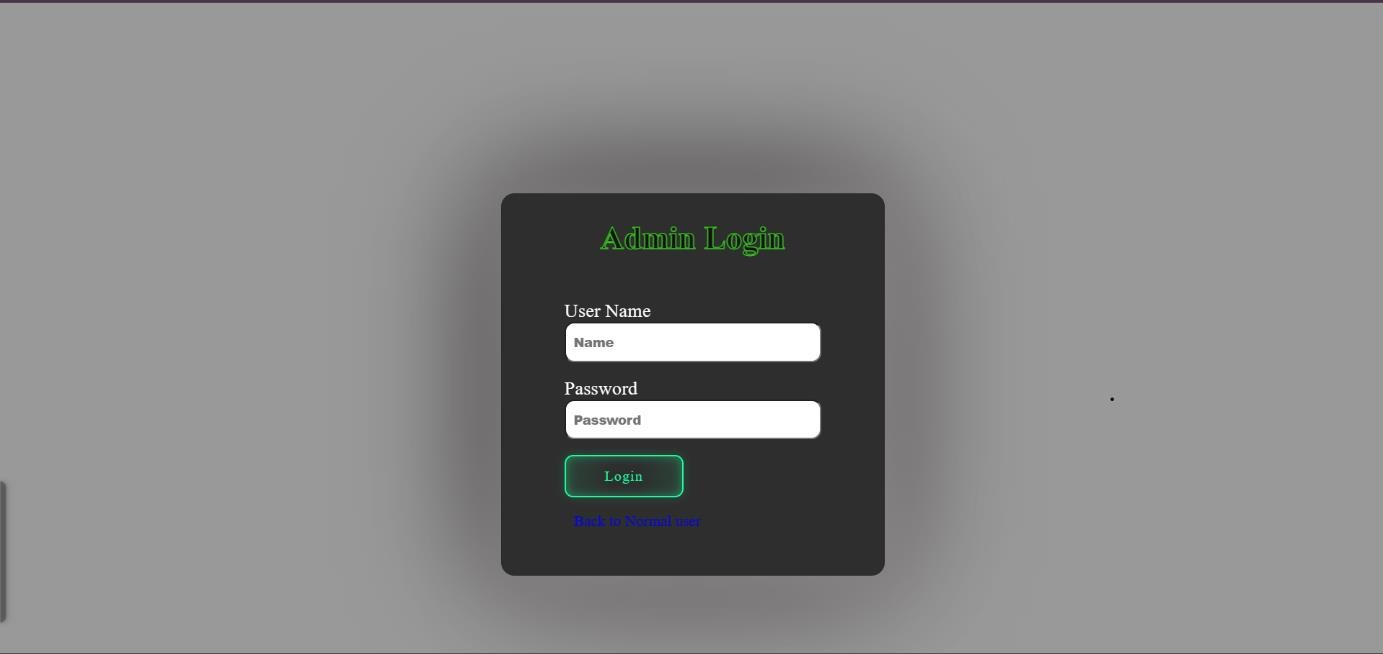 Admin Login
User Name
Name
Password
Password
Login
Back to Normal user